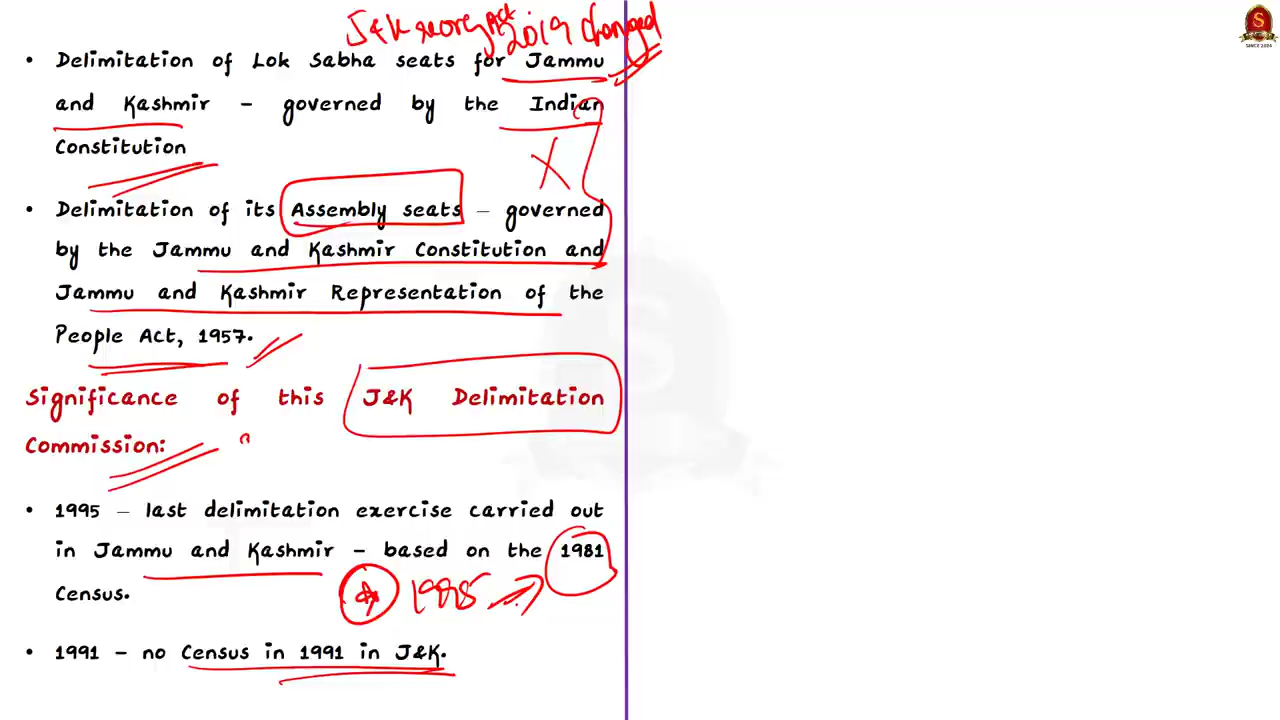 J&K reorg Act 2019 changed
• Delimitation of Lok Sabha seats for Jammu
and Kashmir – governed by the Indian
Constitution
• Delimitation of its Assembly seats – governed
by the Jammu and Kashmir Constitution and
Jammu and Kashmir Representation of the
People Act, 1957.
Significance of this J&K Delimitation
Commission:
• 1995 – last delimitation exercise carried out
in Jammu and Kashmir – based on the 1981
Census.
1995
• 1991 – no Census in 1991 in J&K.
S
SINCE 2004